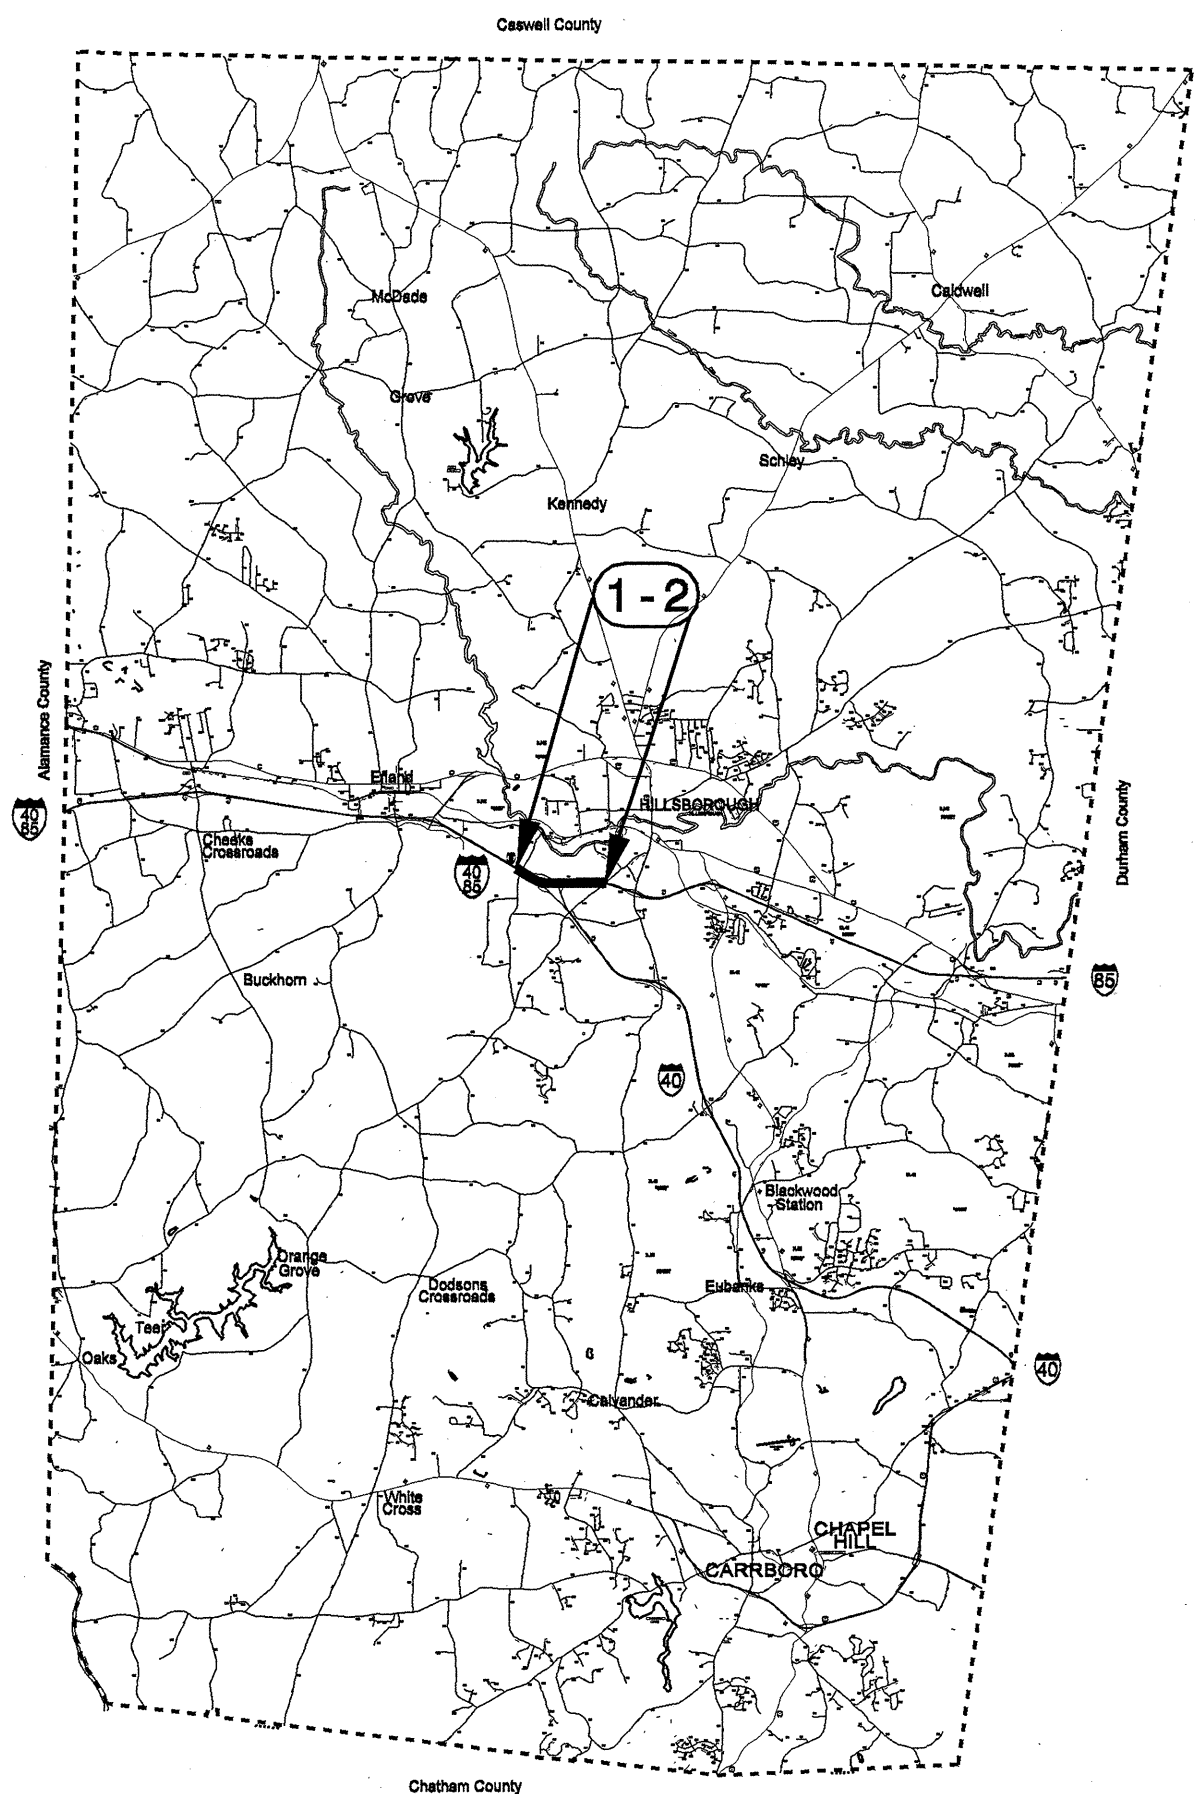 Caswell County
McDade
Caldwell
Grove
Schley
Kennedy
1 - 2
Alamance County
Efland
HILLSBOROUGH
40
85
Cheeks
Crossroads
Durham County
40
85
Buckhorn
85
40
Blackwood
Station
Orange
Grove
Dodsons
Crossroads
Eubanks
Teer
Oaks
6
40
Calvander
White
Cross
CHAPEL
HILL
CARRBORO
Chatham County